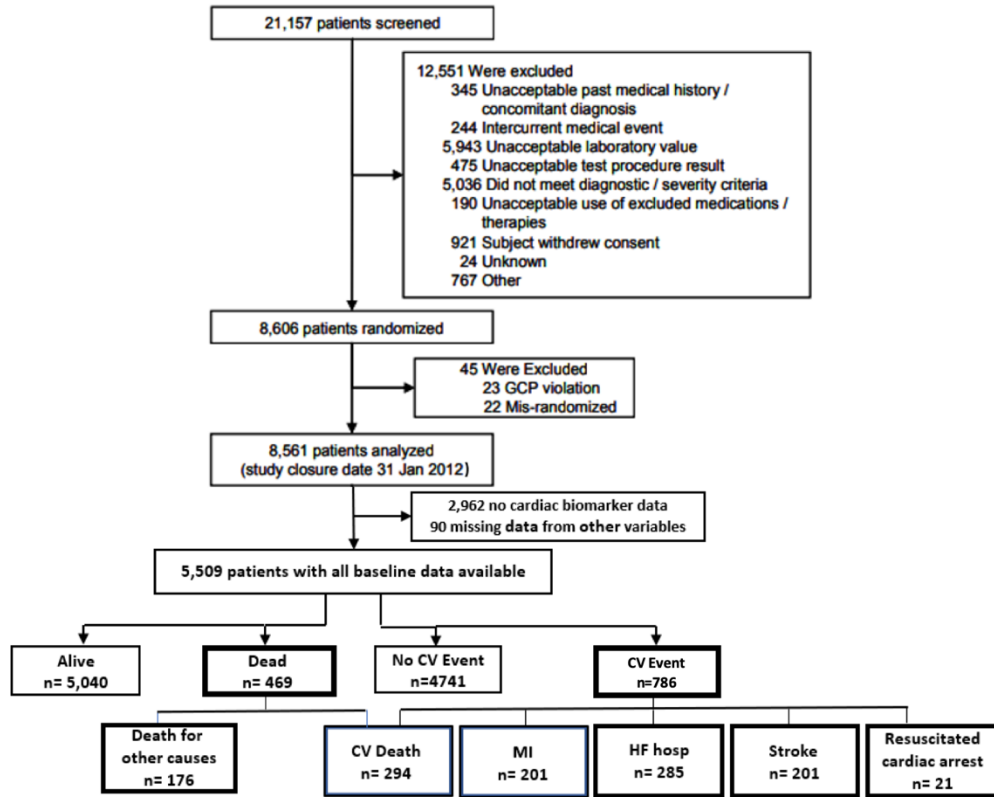 21,157 patients screened
12,551 Were excluded
345 Unacceptable past medical history /
concomitant diagnosis
244 Intercurrent medical event
5,943 Unacceptable laboratory value
475 Unacceptable test procedure result
5,036 Did not meet diagnostic / severity criteria
190 Unacceptable use of excluded medications /
therapies
921 Subject withdrew consent
24 Unknown
767 Other
8,606 patients randomized
45 Were Excluded
23 GCP violation
22 Mis-randomized
8,561 patients analyzed
(study closure date 31 Jan 2012)
2,962 no cardiac biomarker data
90 missing data from other variables
5,509 patients with all baseline data available
Alive
n= 5,040
Dead
n= 469
No CV Event
n=4741
CV Event
n=786
Death for
other causes
n= 176
CV Death
n= 294
MI
n= 201
HF hosp
n= 285
Stroke
n= 201
Resuscitated
cardiac arrest
n= 21